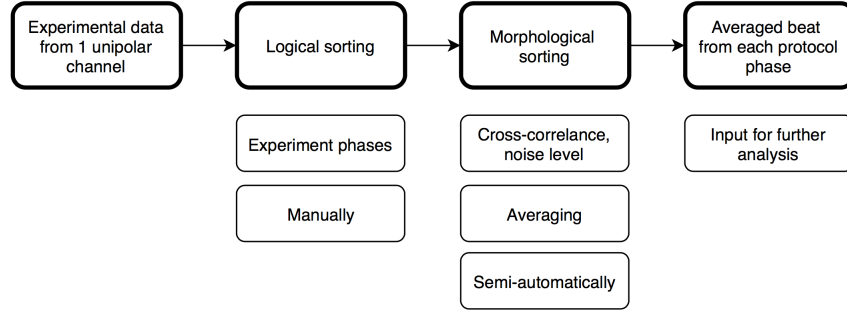 Experimental data
from 1 unipolar
channel
Logical sorting
Morphological
sorting
Averaged beat
from each protocol
phase
Experiment phases
Cross-correlance,
noise level
Input for further
analysis
Manually
Averaging
Semi-automatically